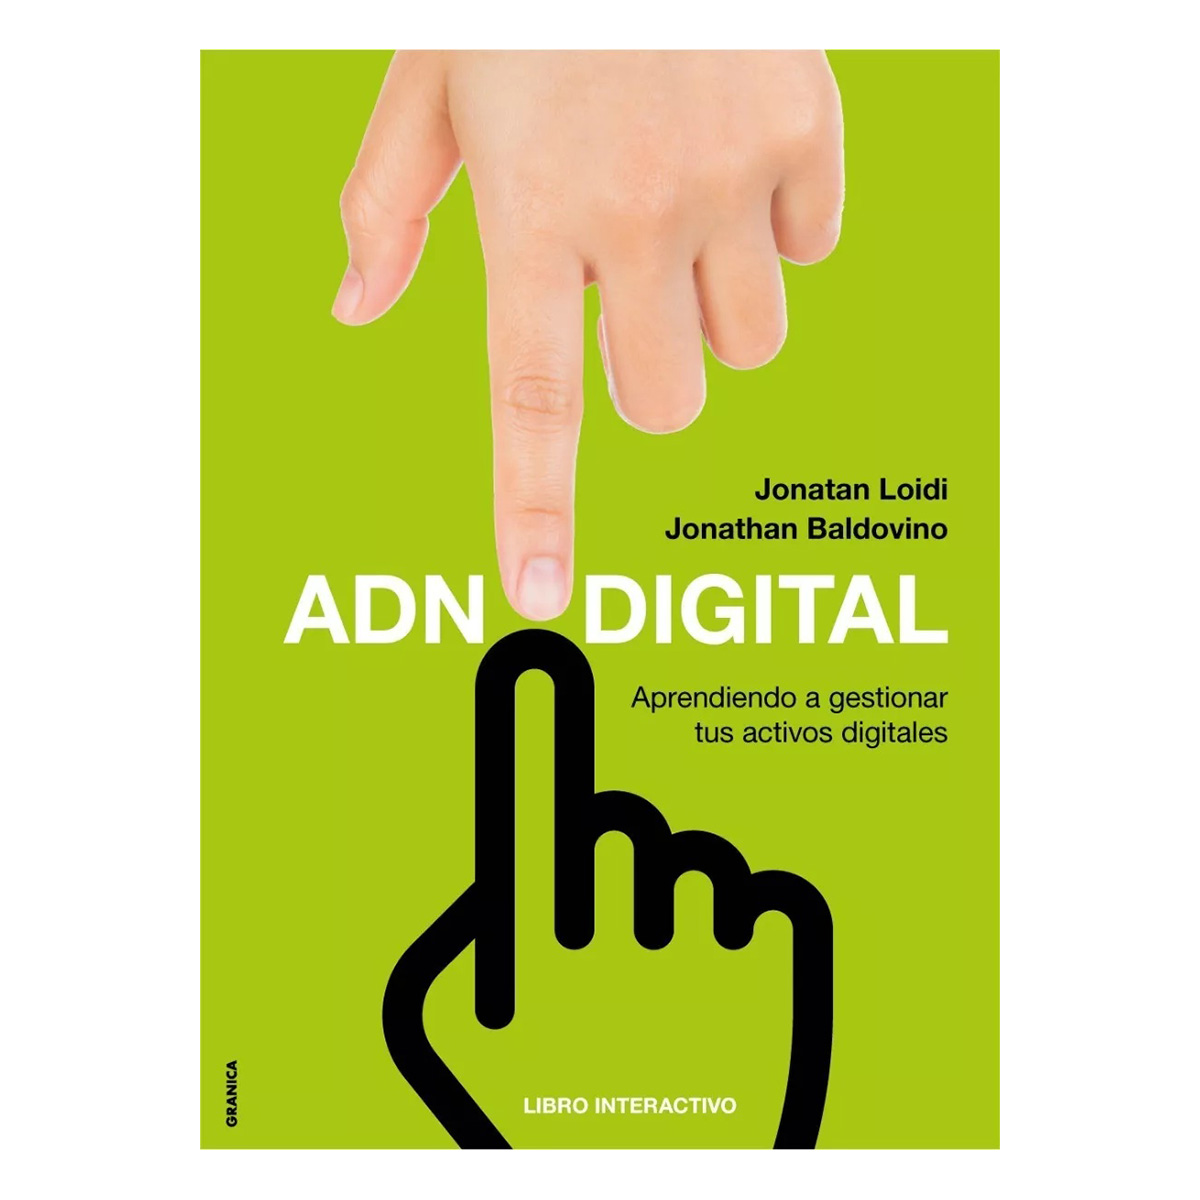 Jonatan Loidi
Jonathan Baldovino
ADN DIGITAL
Aprendiendo a gestionar
tus activos digitales
LIBRO INTERACTIVO
GRANICA